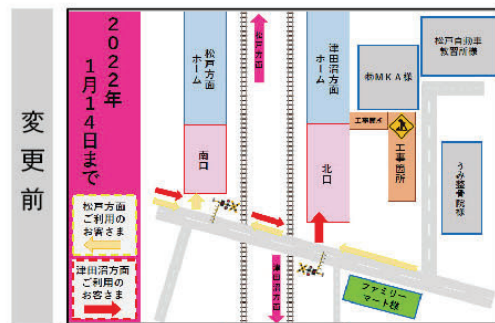 変更前
2022年
1月14日まで
松戸方面
ご利用の
お客さま
津田沼方面
ご利用の
お客さま
松戸方面
ホーム
南口
松戸方面
津田沼方面
津田沼方面
ホーム
北口
㈱MKA様
工事箇所
工事箇所
松戸自動車
教習所様
うみ整骨院様
ファミリー
マート様